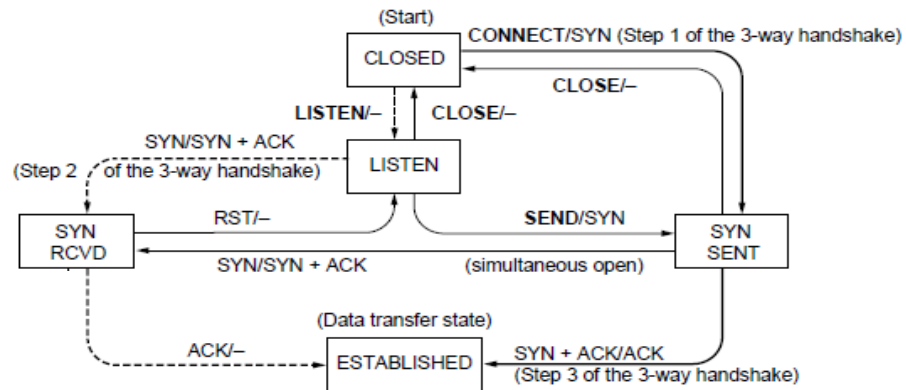 (Start)
CONNECT/SYN (Step 1 of the 3-way handshake)
CLOSED
CLOSE/–
LISTEN/– CLOSE/–
SYN/SYN + ACK
(Step 2 of the 3-way handshake)
LISTEN
RST/–
SEND/SYN
SYN
RCVD
SYN
SENT
SYN/SYN + ACK
(simultaneous open)
(Data transfer state)
ACK/–
ESTABLISHED
SYN + ACK/ACK
(Step 3 of the 3-way handshake)